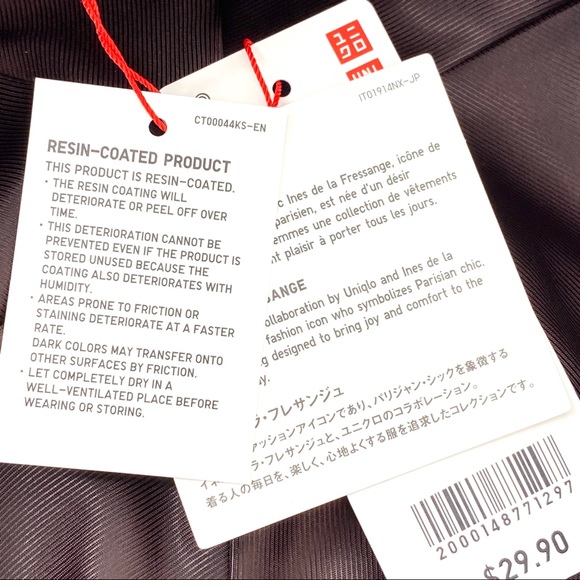 CT00044KS-EN
RESIN-COATED PRODUCT
THIS PRODUCT IS RESIN-COATED.
· THE RESIN COATING WILL
DETERIORATE OR PEEL OFF OVER
TIME.
· THIS DETERIORATION CANNOT BE
PREVENTED EVEN IF THE PRODUCT IS
STORED UNUSED BECAUSE THE
COATING ALSO DETERIORATES WITH
HUMIDITY.
· AREAS PRONE TO FRICTION OR
STAINING DETERIORATE AT A FASTER
RATE.
DARK COLORS MAY TRANSFER ONTO
OTHER SURFACES BY FRICTION.
· LET COMPLETELY DRY IN A
WELL-VENTILATED PLACE BEFORE
WEARING OR STORING.
ユニ
クロ
UNI
IT01914NX-JP
Ines de la Fressange, icône de
parisien, est née d'un désir
emmes une collection de vêtements
plaisir à porter tous les jours.
ANGE
ollaboration by Uniqlo and Ines de la
fashion icon who symbolizes Parisian chic.
designed to bring joy and comfort to the
ラ・フレサンジュ
ァッションアイコンであり、パリジャン・シックを象徴する
ラ・フレサンジュと、ユニクロのコラボレーション。
着る人の毎日を、楽しく、心地よくする服を追求したコレクションです。
2000148771297
$29.90